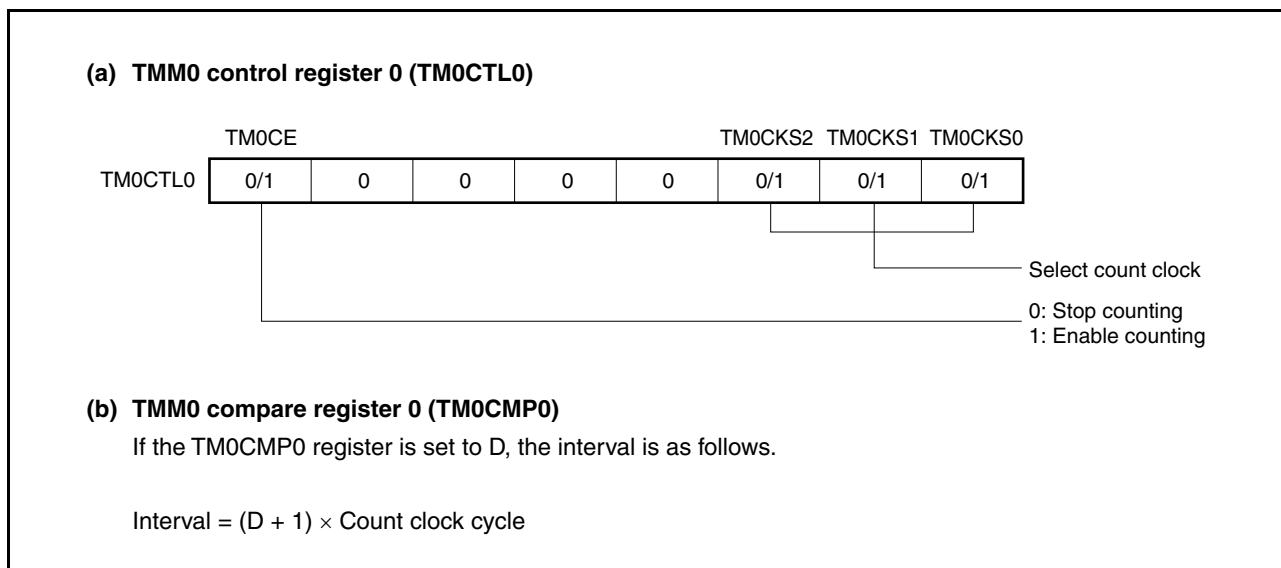 (a) TMM0 control register 0 (TM0CTL0)
TM0CE TM0CKS2 TM0CKS1 TM0CKS0
TM0CTL0 0/1 0 0 0 0 0/1 0/1 0/1
Select count clock
0: Stop counting
1: Enable counting
(b) TMM0 compare register 0 (TM0CMP0)
If the TM0CMP0 register is set to D, the interval is as follows.
Interval = (D + 1) × Count clock cycle